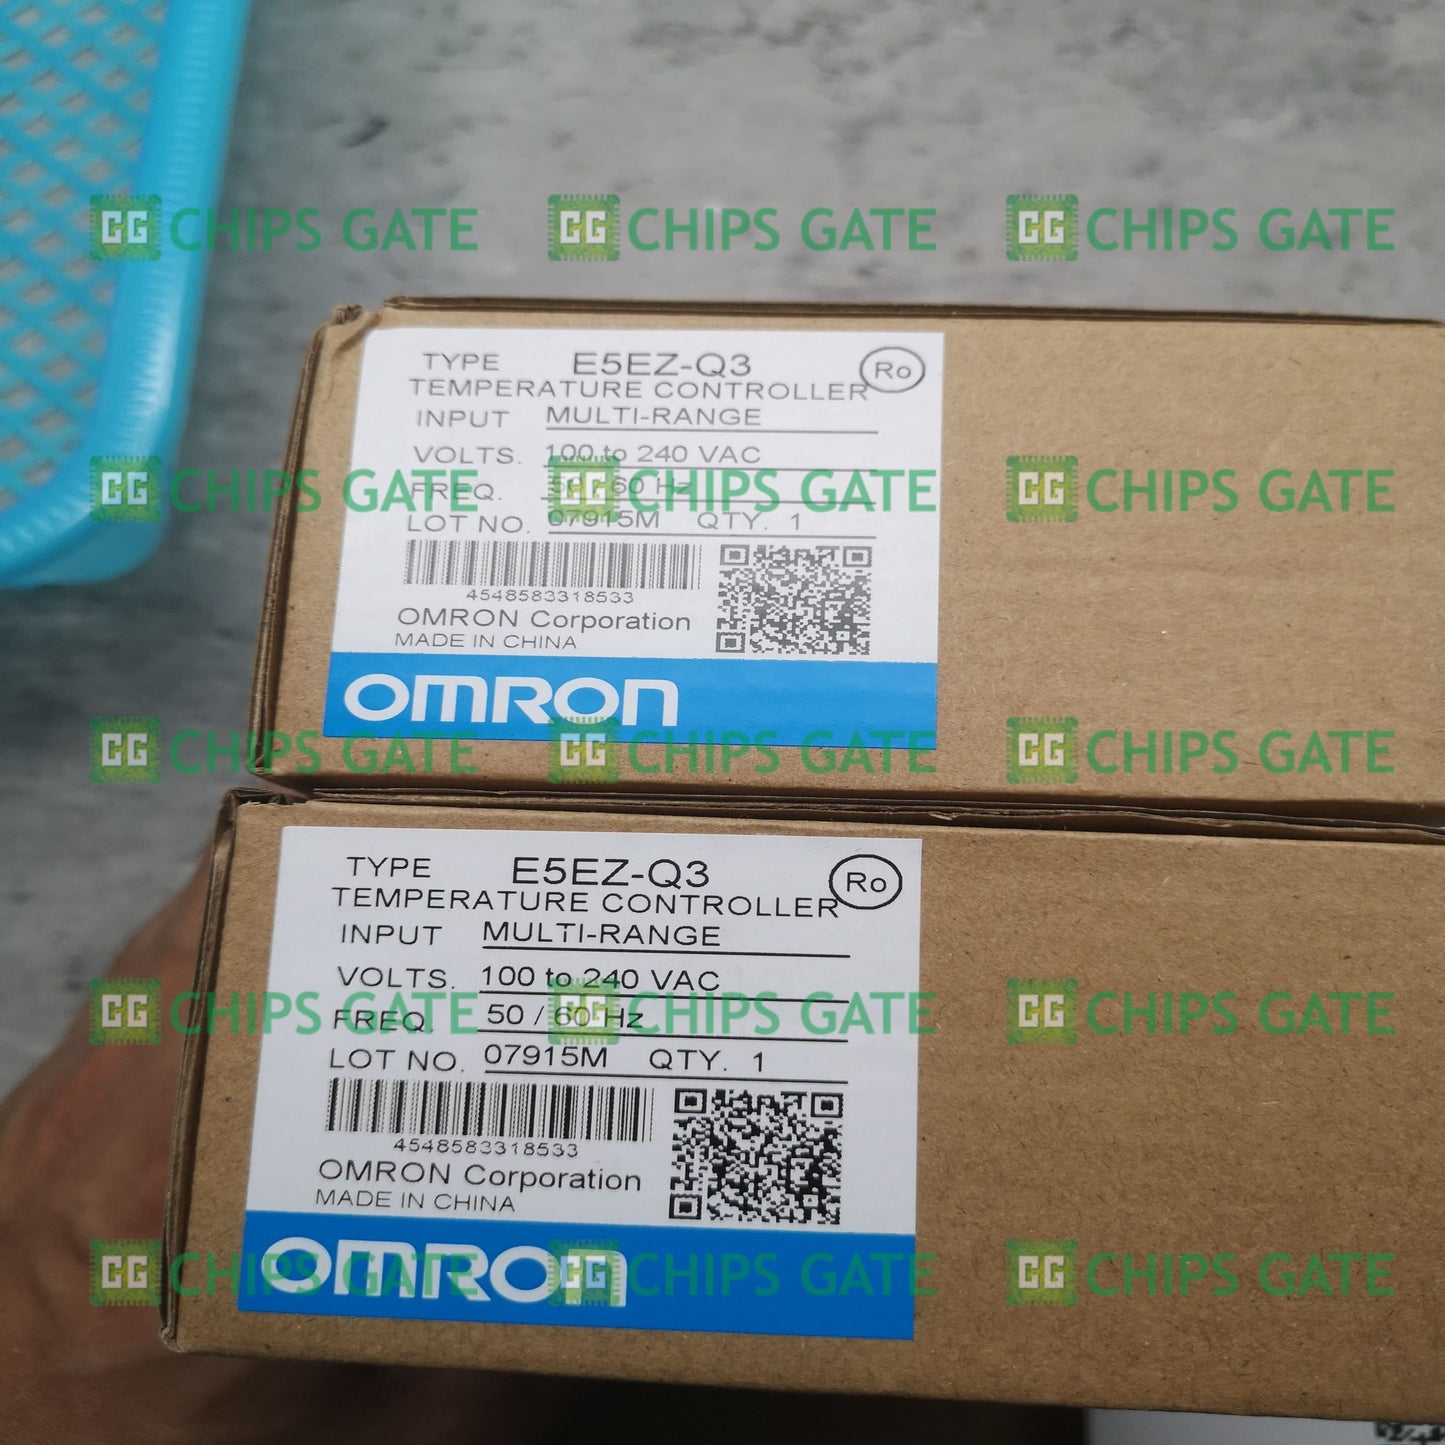 CG CHIPS GATE CG CHIPS GATE CG CHIPS GATE
TYPE E5EZ-Q3 Ro
TEMPERATURE CONTROLLER
INPUT MULTI-RANGE
VOLTS. 100 to 240 VAC
CG CHIPS GATE CG CHIPS GATE CG CHIPS GATE
FREQ. 50 / 60 Hz
LOT NO. 07915M QTY. 1
4548583318533
OMRON Corporation
MADE IN CHINA
OMRON
CG CHIPS GATE CG CHIPS GATE CG CHIPS GATE
TYPE E5EZ-Q3 Ro
TEMPERATURE CONTROLLER
INPUT MULTI-RANGE
VOLTS. 100 to 240 VAC
CG CHIPS GATE CG CHIPS GATE CG CHIPS GATE
FREQ. 50 / 60 Hz
LOT NO. 07915M QTY. 1
4548583318533
OMRON Corporation
MADE IN CHINA
OMRON
CG CHIPS GATE CG CHIPS GATE CG CHIPS GATE